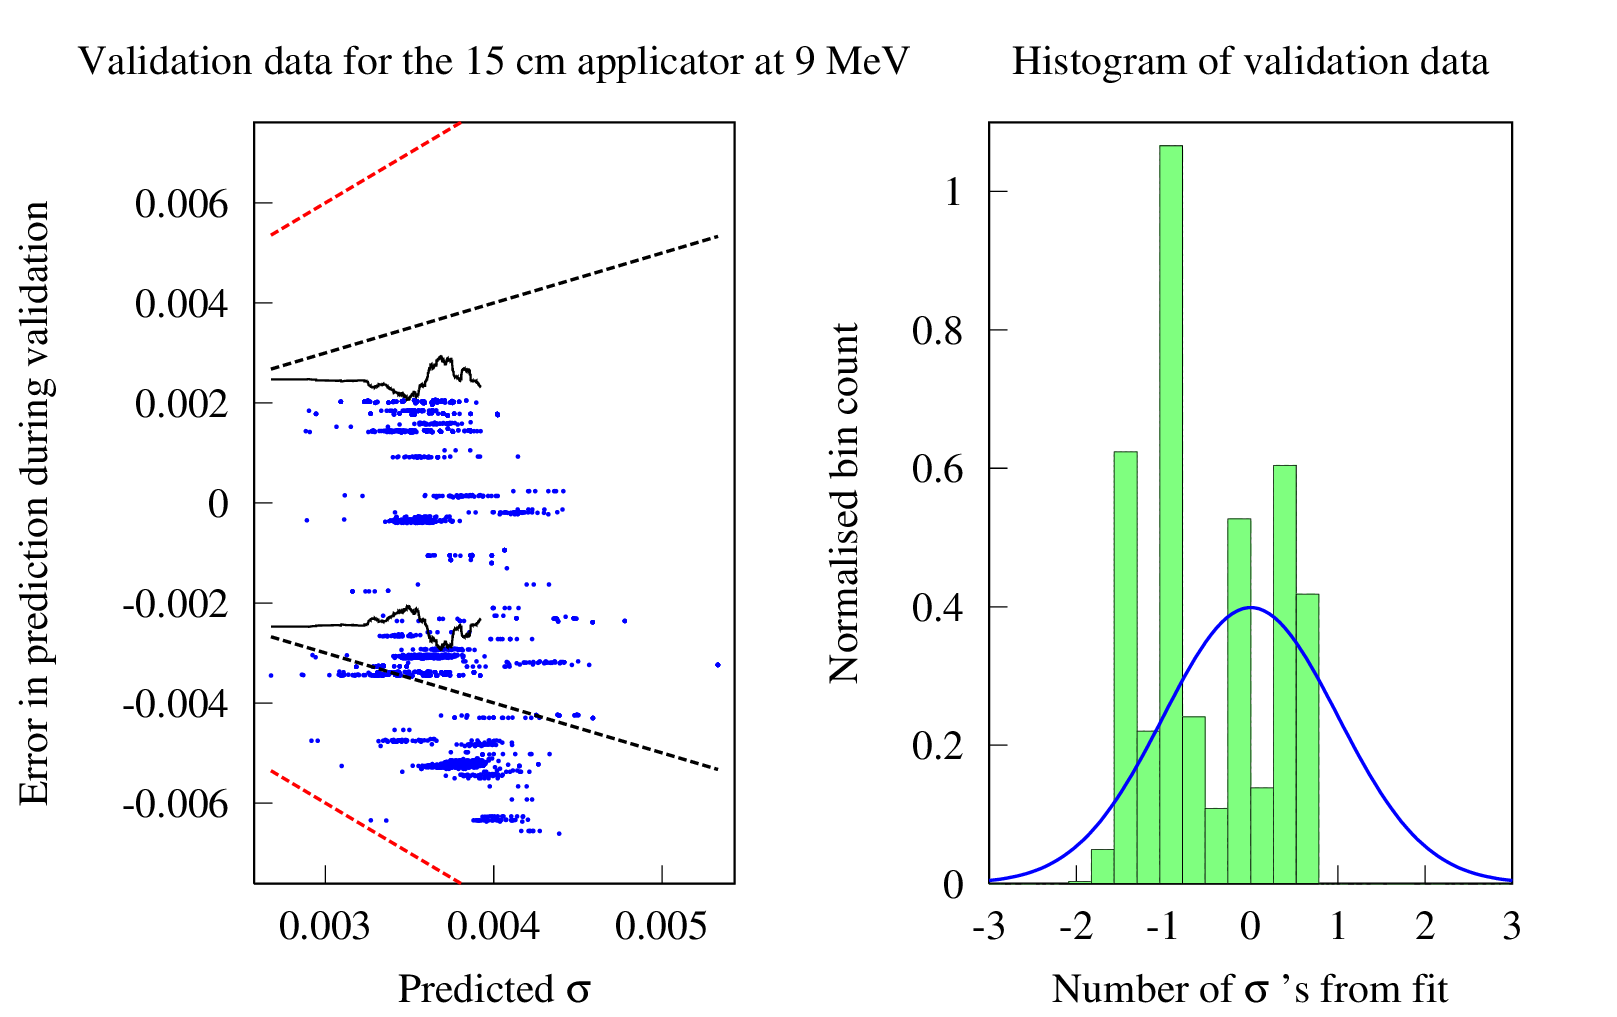 Validation data for the 15 cm applicator at 9 MeV
Error in prediction during validation
0.006
0.004
0.002
0
-0.002
-0.004
-0.006
0.003 0.004 0.005
Predicted σ
Histogram of validation data
Normalised bin count
1
0.8
0.6
0.4
0.2
0
-3 -2 -1 0 1 2 3
Number of σ 's from fit